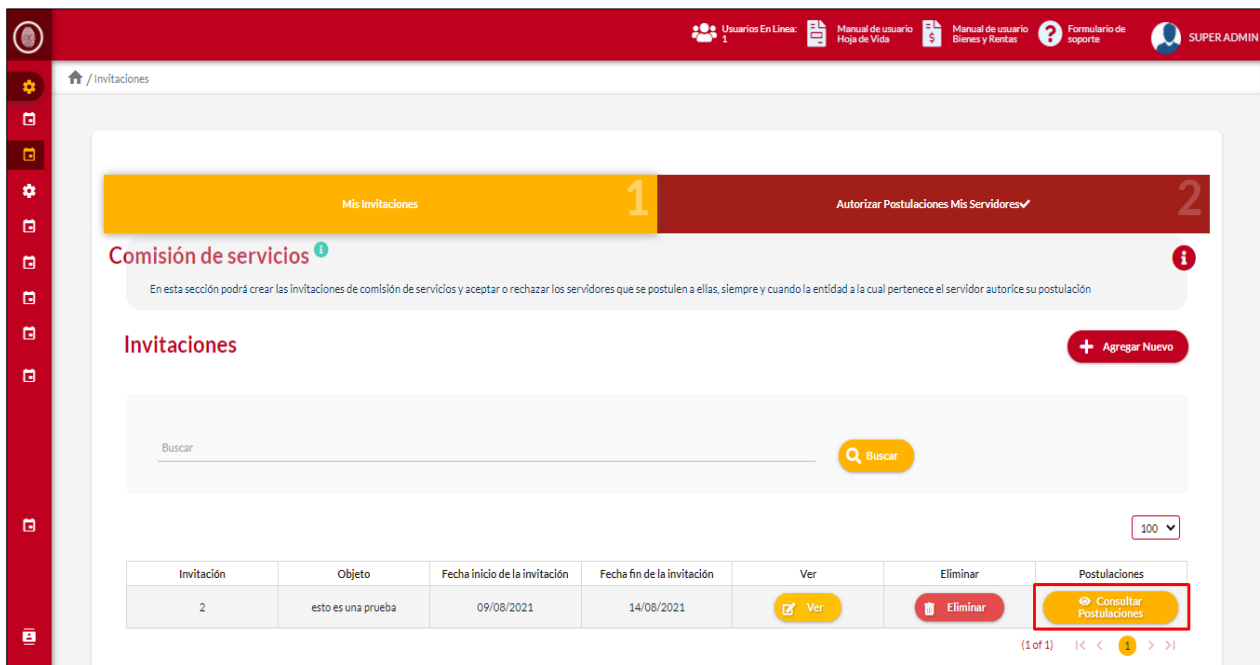 Usuarios En Linea: 1
Manual de usuario
Hoja de Vida
Manual de usuario
Bienes y Rentas
Formulario de
soporte
SUPER ADMIN
/ Invitaciones
Mis Invitaciones
1
Autorizar Postulaciones Mis Servidores✓
2
Comisión de servicios
En esta sección podrá crear las invitaciones de comisión de servicios y aceptar o rechazar los servidores que se postulen a ellas, siempre y cuando la entidad a la cual pertenece el servidor autorice su postulación
Invitaciones
+ Agregar Nuevo
Buscar
Buscar
100
Invitación Objeto Fecha inicio de la invitación Fecha fin de la invitación Ver Eliminar Postulaciones
2 esto es una prueba 09/08/2021 14/08/2021 Ver Eliminar Consultar
Postulaciones
(1 of 1) |< < 1 > >|